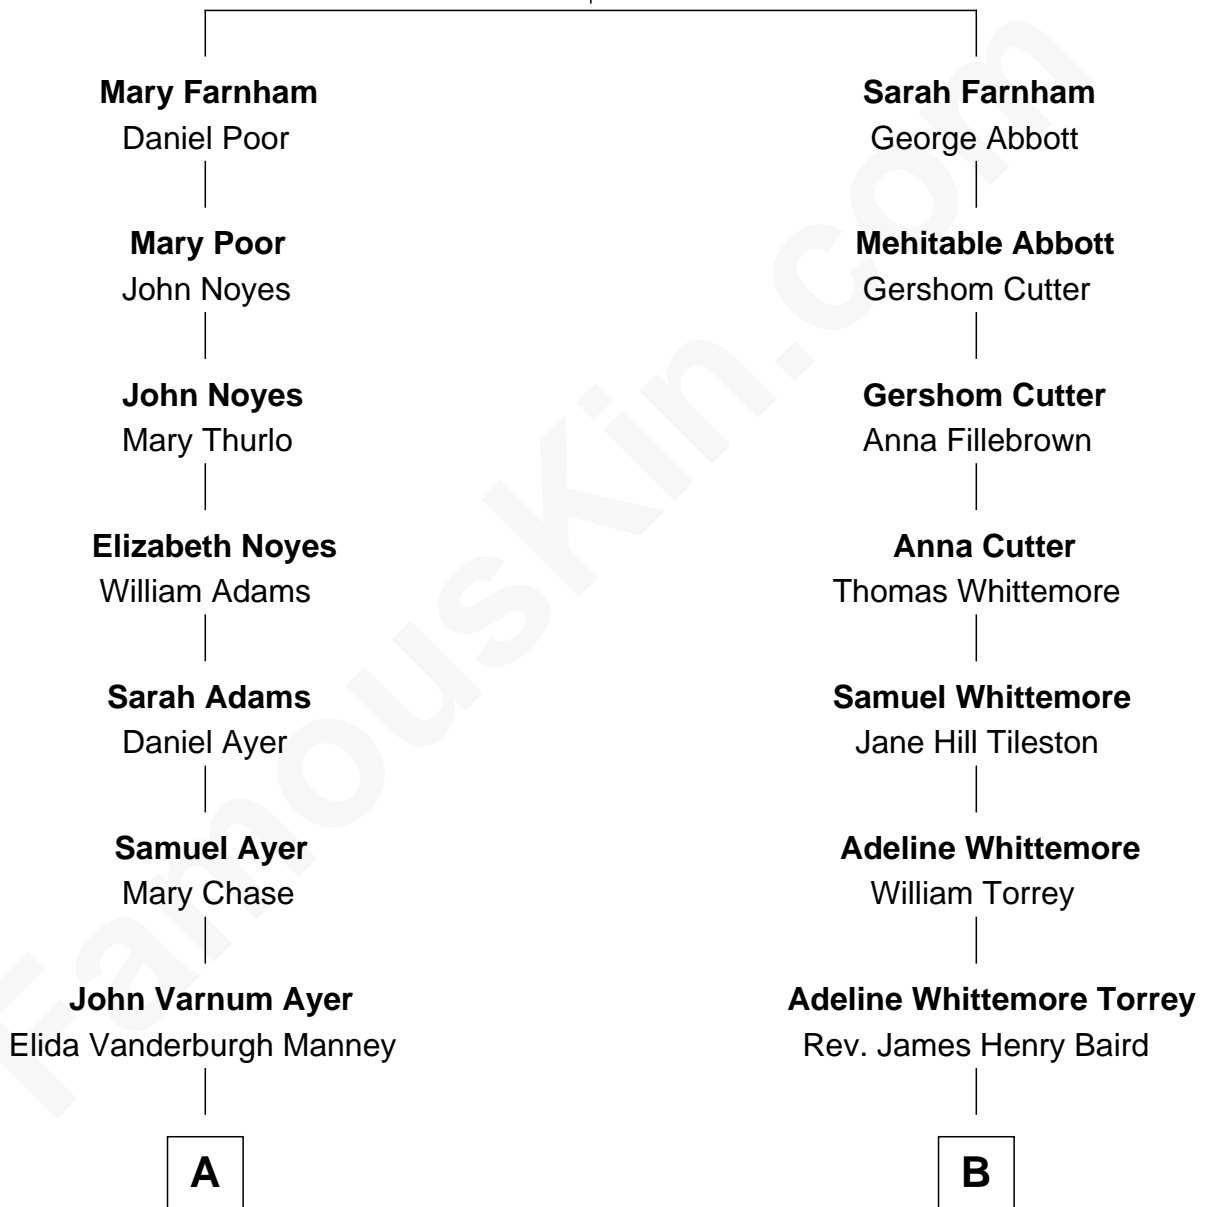 Mary Farnham
Daniel Poor
Sarah Farnham
George Abbott
Mary Poor
John Noyes
Mehitable Abbott
Gershom Cutter
John Noyes
Mary Thurlo
Gershom Cutter
Anna Fillebrown
Elizabeth Noyes
William Adams
Anna Cutter
Thomas Whittemore
Sarah Adams
Daniel Ayer
Samuel Whittemore
Jane Hill Tileston
Samuel Ayer
Mary Chase
Adeline Whittemore
William Torrey
John Varnum Ayer
Elida Vanderburgh Manney
Adeline Whittemore Torrey
Rev. James Henry Baird
A
B
FamousKin.com